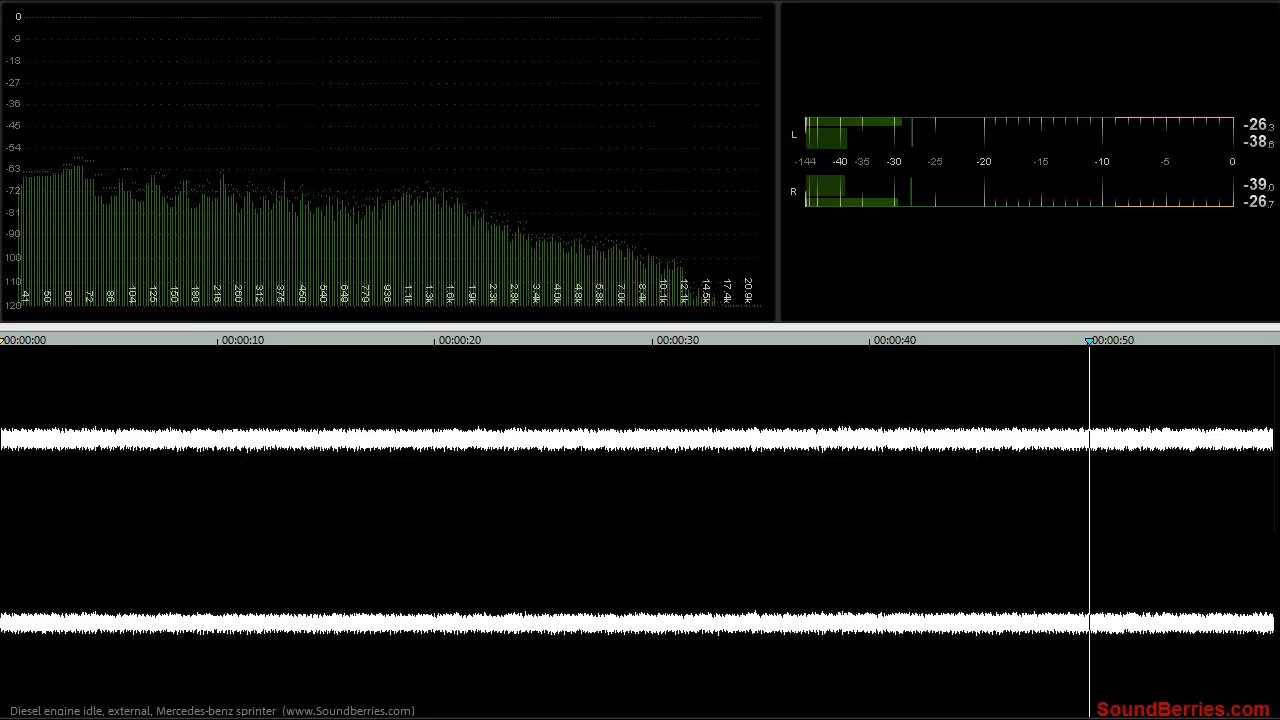 0
-9
-18
-27
-36
-45
-54
-63
-72
-81
-90
100
110
120
41 50 60 72 86 104 125 150 180 216 260 312 375 450 540 649 779 936 1.1k 1.3k 1.6k 1.9k 2.3k 2.8k 3.4k 4.0k 4.8k 5.8k 7.0k 8.4k 10.1k 12.1k 14.5k 17.4k 20.9k
L
-26.3
-38.6
-144 -40 -35 -30 -25 -20 -15 -10 -5 0
R
-39.0
-26.7
00:00:00 00:00:10 00:00:20 00:00:30 00:00:40 00:00:50
Diesel engine idle, external, Mercedes-benz sprinter (www.Soundberries.com)
SoundBerries.com